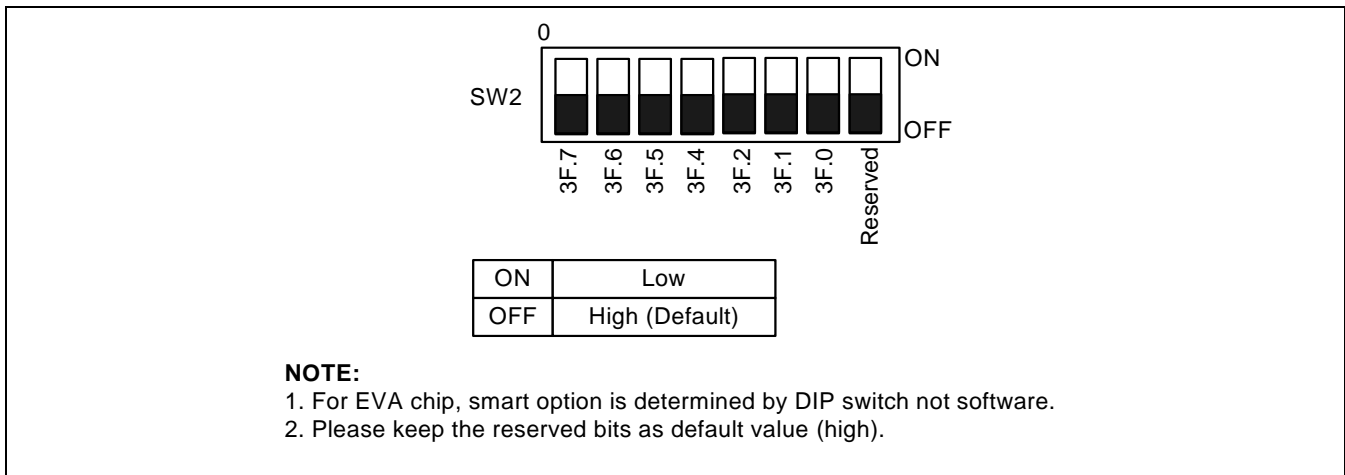 0
ON
SW2
OFF
3F.7 3F.6 3F.5 3F.4 3F.2 3F.1 3F.0 Reserved
ON Low
OFF High (Default)
NOTE:
1. For EVA chip, smart option is determined by DIP switch not software.
2. Please keep the reserved bits as default value (high).